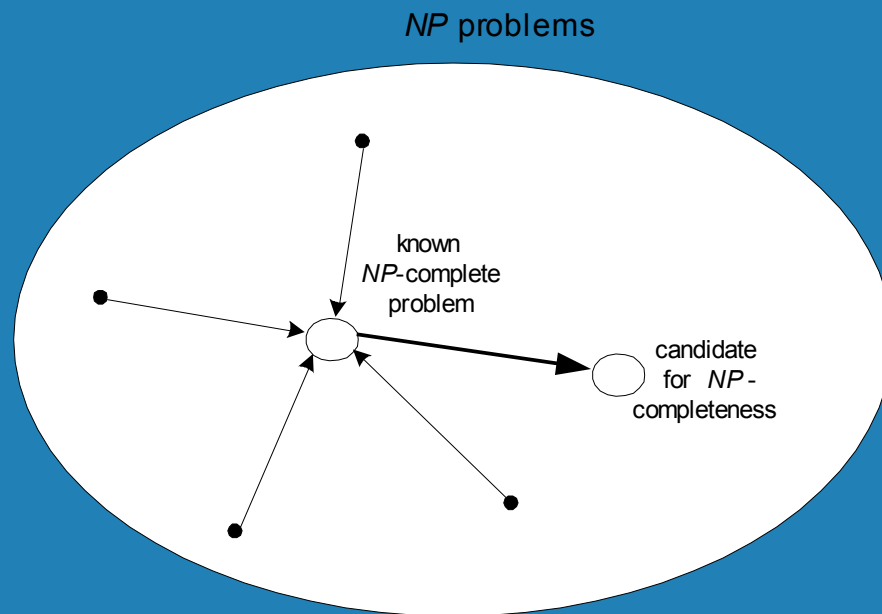 NP problems
known
NP-complete
problem
candidate
for NP-
completeness